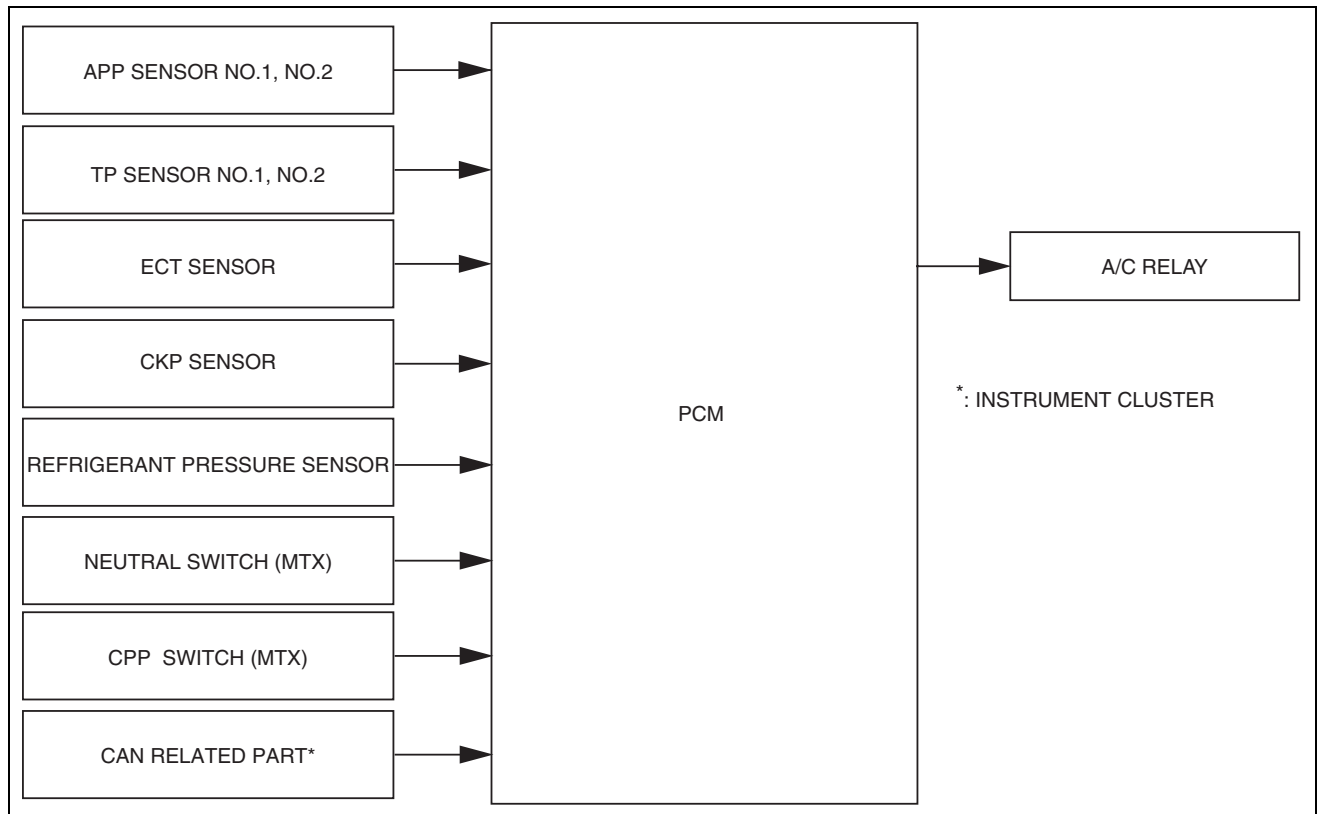 APP SENSOR NO.1, NO.2
TP SENSOR NO.1, NO.2
ECT SENSOR
CKP SENSOR
REFRIGERANT PRESSURE SENSOR
NEUTRAL SWITCH (MTX)
CPP SWITCH (MTX)
CAN RELATED PART*
PCM
A/C RELAY
*: INSTRUMENT CLUSTER